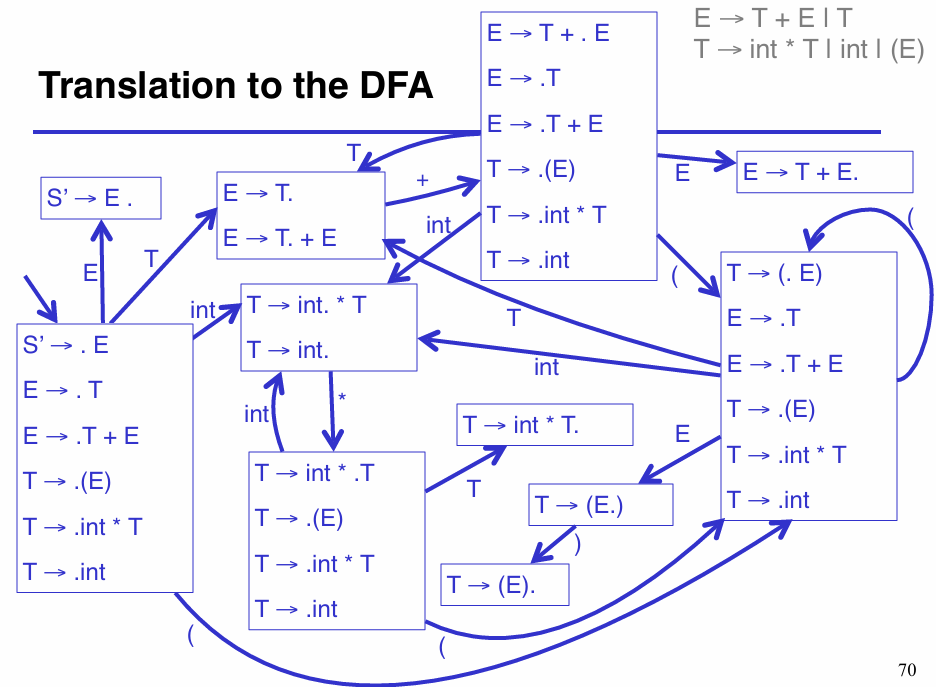 E → T + E | T
T → int * T | int | (E)
Translation to the DFA
E → T + . E
E → .T
E → .T + E
T → .(E)
T → .int * T
T → .int
E
E → T + E.
S’ → E .
T
E → T.
E → T. + E
+
int
(
(
E
T
int
T → int. * T
T → int.
T
int
T → (. E)
E → .T
E → .T + E
T → .(E)
T → .int * T
T → .int
S’ → . E
E → . T
E → .T + E
T → .(E)
T → .int * T
T → .int
int
*
T → int * .T
T → .(E)
T → .int * T
T → .int
T → int * T.
T
E
T → (E.)
)
T → (E).
(
(
70